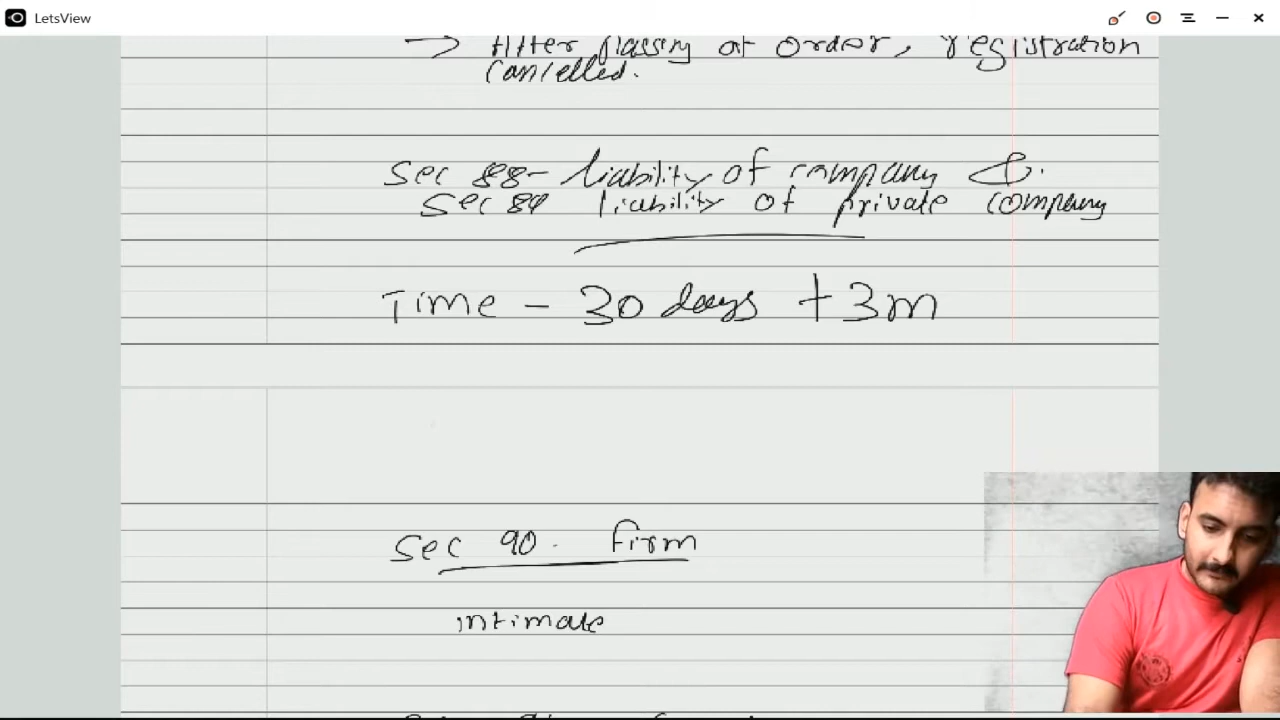 LetsView
→ After passing of order, registration
cancelled.
Sec 88- liability of company &
Sec 89 liability of private company
Time - 30 days + 3m
Sec 90. firm
intimate